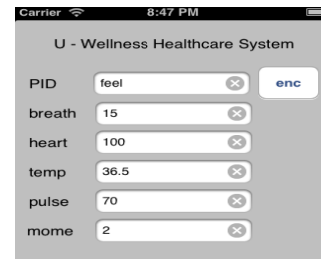 Carrier 8:47 PM
U - Wellness Healthcare System
PID feel enc
breath 15
heart 100
temp 36.5
pulse 70
mome 2